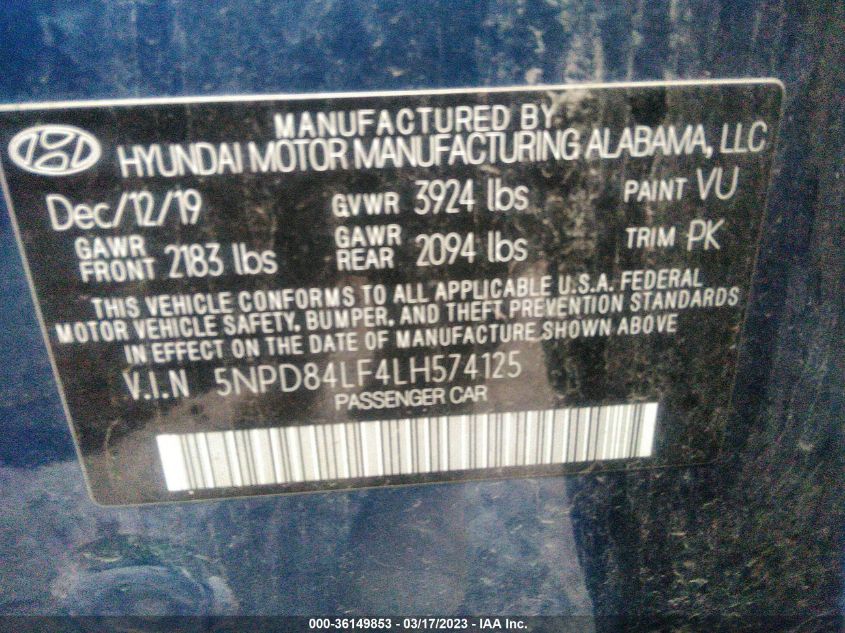 MANUFACTURED BY
HYUNDAI MOTOR MANUFACTURING ALABAMA, LLC
Dec/12/19 GVWR 3924 lbs PAINT VU
GAWR FRONT 2183 lbs GAWR REAR 2094 lbs TRIM PK
THIS VEHICLE CONFORMS TO ALL APPLICABLE U.S.A. FEDERAL
MOTOR VEHICLE SAFETY, BUMPER, AND THEFT PREVENTION STANDARDS
IN EFFECT ON THE DATE OF MANUFACTURE SHOWN ABOVE
V.I.N 5NPD84LF4LH574125
PASSENGER CAR
000-36149853 - 03/17/2023 - IAA Inc.